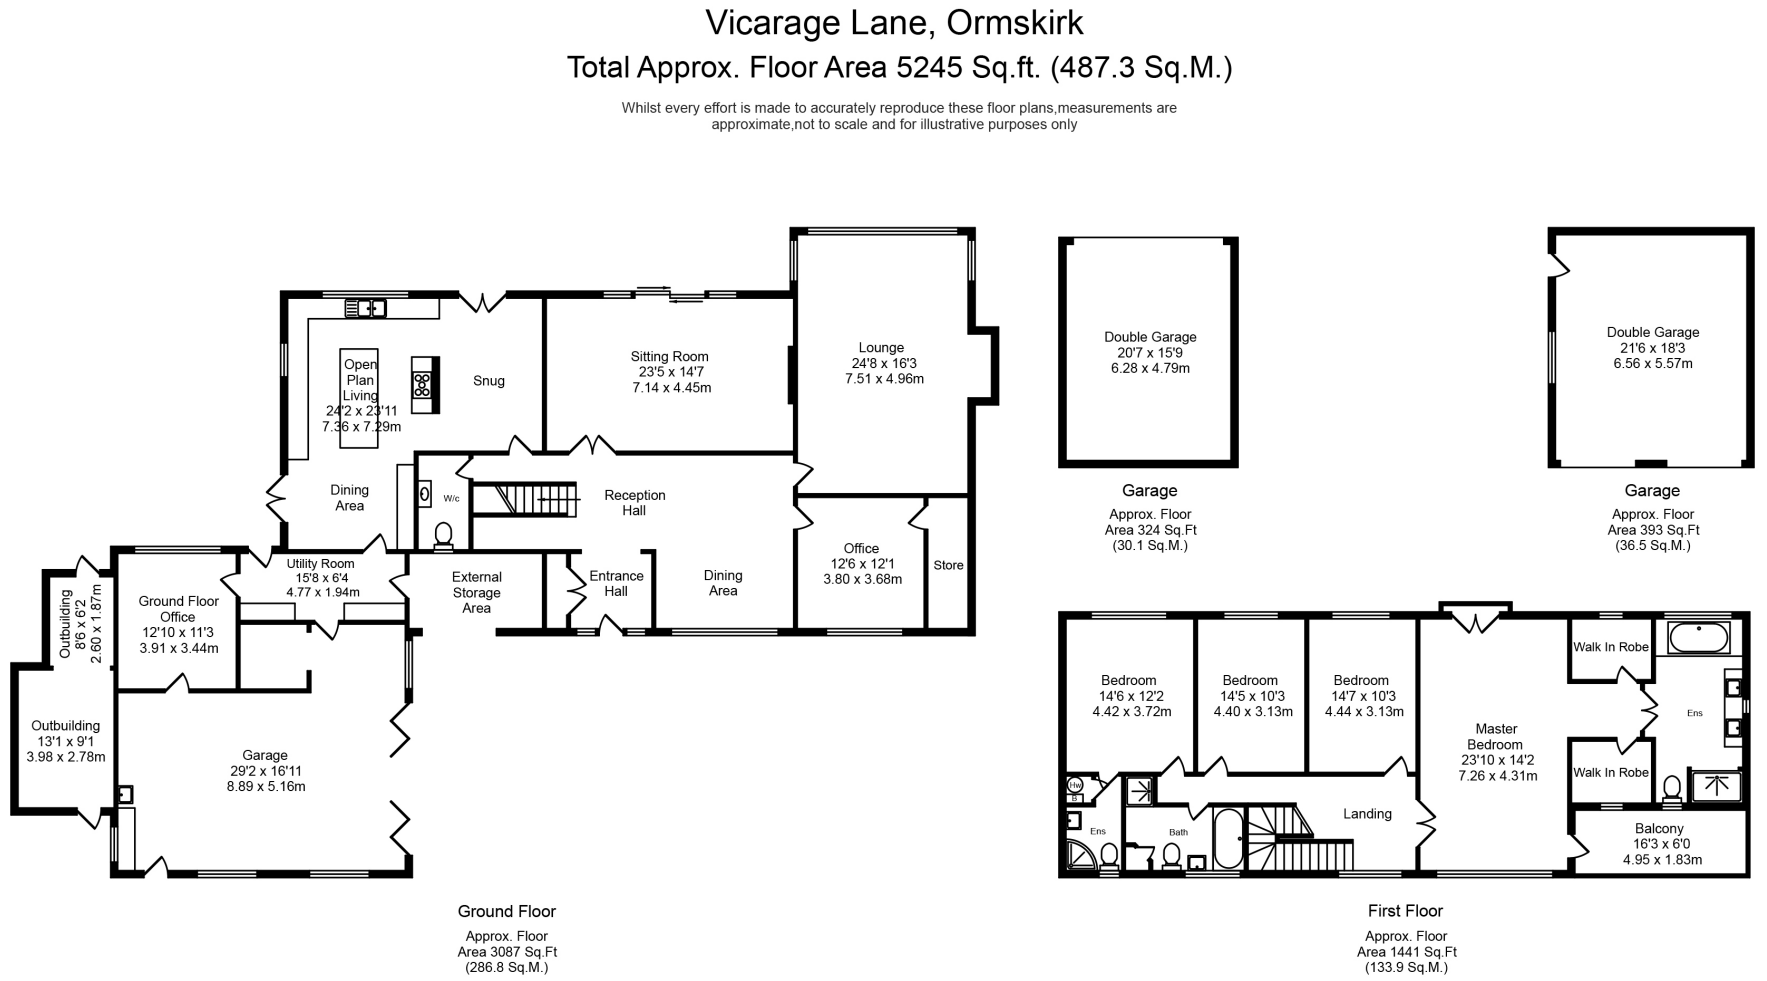 Vicarage Lane, Ormskirk
Total Approx. Floor Area 5245 Sq.ft. (487.3 Sq.M.)
Whilst every effort is made to accurately reproduce these floor plans,measurements are
approximate,not to scale and for illustrative purposes only
Open
Plan
Living
24'2 x 23'11
7.36 x 7.29m
Snug
Sitting Room
23'5 x 14'7
7.14 x 4.45m
Lounge
24'8 x 16'3
7.51 x 4.96m
Dining
Area
W/c
Reception
Hall
Office
12'6 x 12'1
3.80 x 3.68m
Store
Utility Room
15'8 x 6'4
4.77 x 1.94m
External
Storage
Area
Entrance
Hall
Dining
Area
Outbuilding
8'6 x 6'2
2.60 x 1.87m
Ground Floor
Office
12'10 x 11'3
3.91 x 3.44m
Outbuilding
13'1 x 9'1
3.98 x 2.78m
Garage
29'2 x 16'11
8.89 x 5.16m
Ground Floor
Approx. Floor
Area 3087 Sq.Ft
(286.8 Sq.M.)
Double Garage
20'7 x 15'9
6.28 x 4.79m
Garage
Approx. Floor
Area 324 Sq.Ft
(30.1 Sq.M.)
Double Garage
21'6 x 18'3
6.56 x 5.57m
Garage
Approx. Floor
Area 393 Sq.Ft
(36.5 Sq.M.)
Bedroom
14'6 x 12'2
4.42 x 3.72m
Bedroom
14'5 x 10'3
4.40 x 3.13m
Bedroom
14'7 x 10'3
4.44 x 3.13m
Master
Bedroom
23'10 x 14'2
7.26 x 4.31m
Walk In Robe
Ens
Walk In Robe
Hw
B
Ens
Bath
Landing
Balcony
16'3 x 6'0
4.95 x 1.83m
First Floor
Approx. Floor
Area 1441 Sq.Ft
(133.9 Sq.M.)